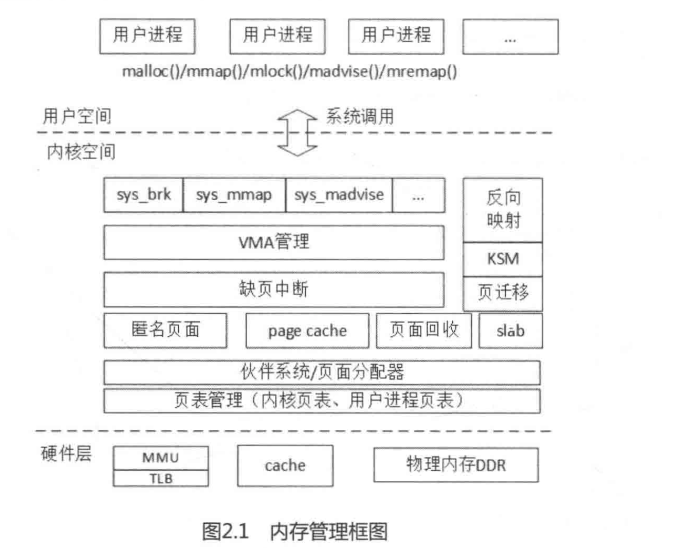 用户进程 用户进程 用户进程 ...
malloc()/mmap()/mlock()/madvise()/mremap()
用户空间 系统调用
内核空间
sys_brk sys_mmap sys_madvise ...
反向
映射
VMA管理
KSM
缺页中断
页迁移
匿名页面 page cache 页面回收 slab
伙伴系统/页面分配器
页表管理（内核页表、用户进程页表）
硬件层
MMU
TLB
cache
物理内存DDR
图2.1 内存管理框图